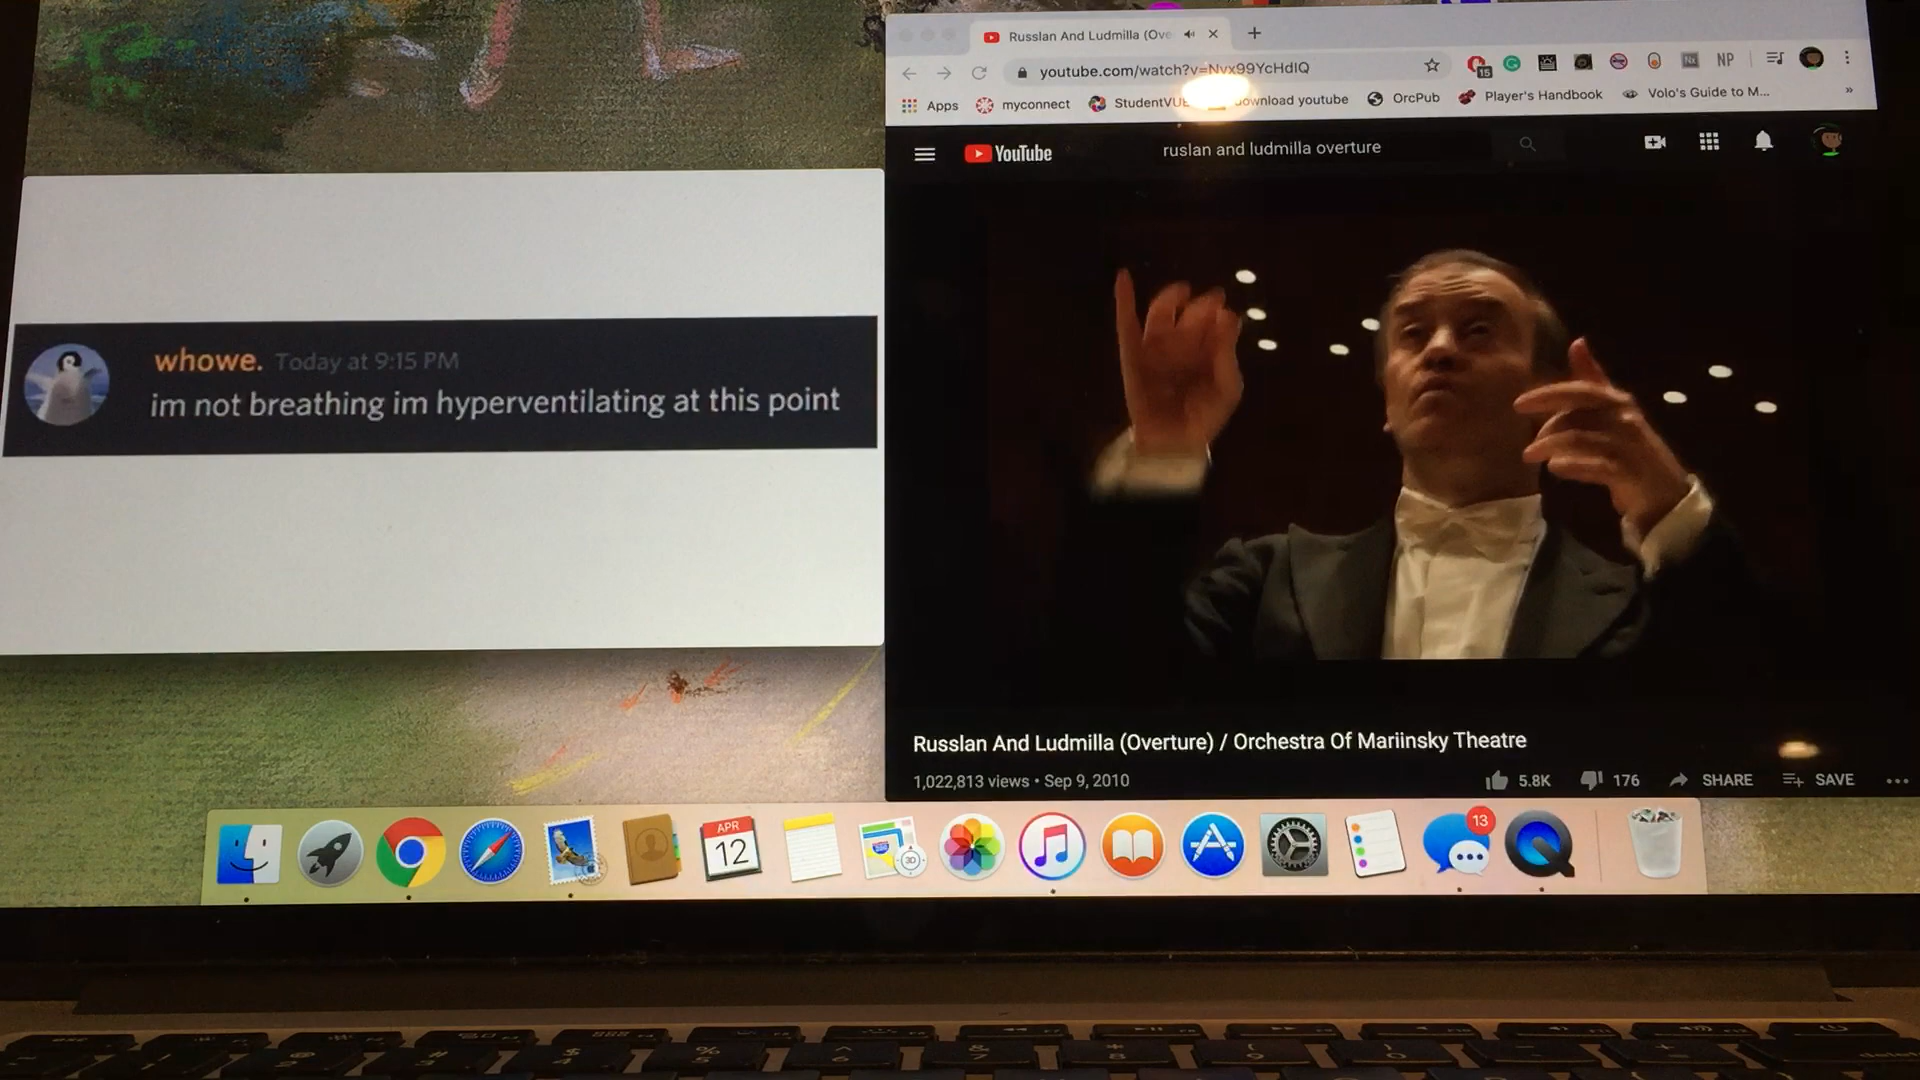 whowe. Today at 9:15 PM
im not breathing im hyperventilating at this point
Russlan And Ludmilla (Ove
youtube.com/watch?v=Nvx99YcHdIQ
15
NP
Apps
myconnect
StudentVUE
ownload youtube
OrcPub
Player's Handbook
Volo's Guide to M...
YouTube
ruslan and ludmilla overture
Russlan And Ludmilla (Overture) / Orchestra Of Mariinsky Theatre
1,022,813 views • Sep 9, 2010
5.8K
176
SHARE
SAVE
APR
12
3D
13